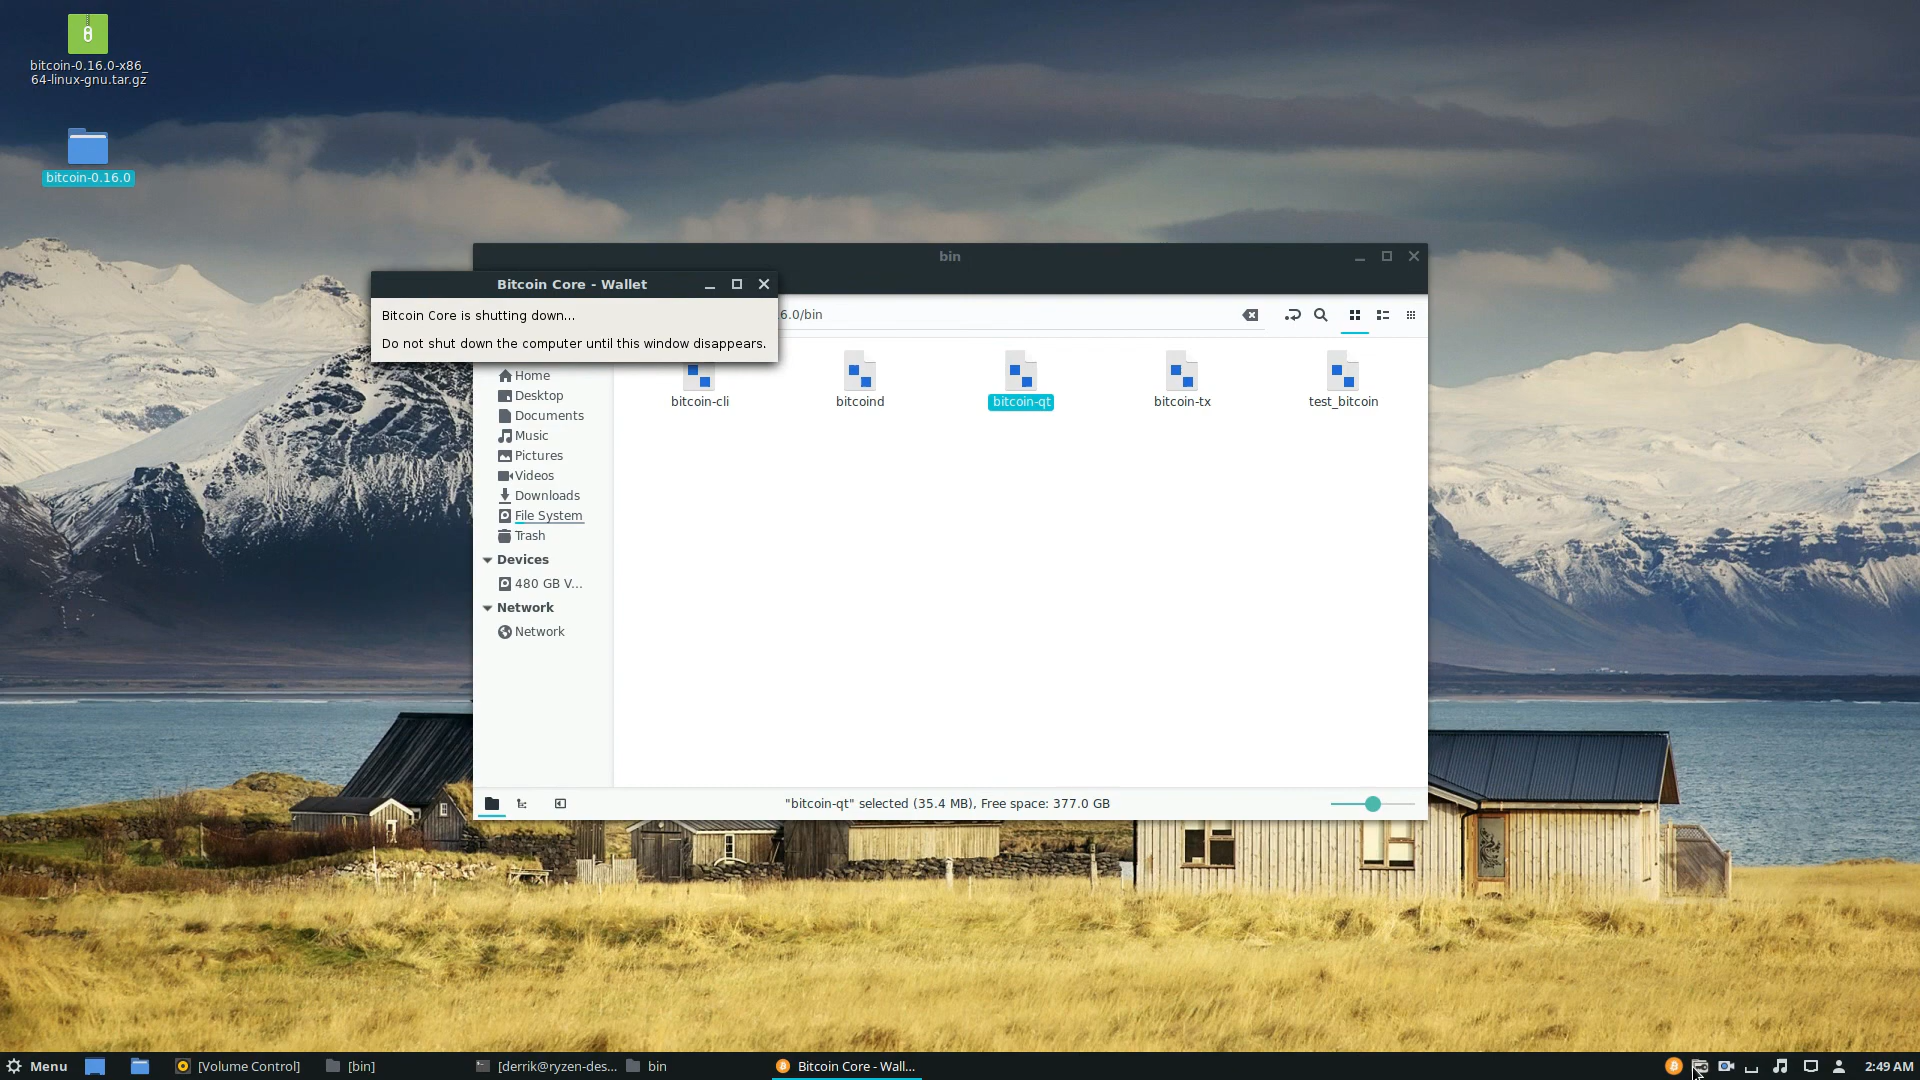 bitcoin-0.16.0-x86_
64-linux-gnu.tar.gz
bitcoin-0.16.0
bin
Bitcoin Core - Wallet
Bitcoin Core is shutting down...
Do not shut down the computer until this window disappears.
6.0/bin
Home
Desktop
Documents
Music
Pictures
Videos
Downloads
File System
Trash
Devices
480 GB V...
Network
Network
bitcoin-cli
bitcoind
bitcoin-qt
bitcoin-tx
test_bitcoin
"bitcoin-qt" selected (35.4 MB), Free space: 377.0 GB
Menu
[Volume Control]
[bin]
[derrik@ryzen-des...
bin
Bitcoin Core - Wall...
2:49 AM